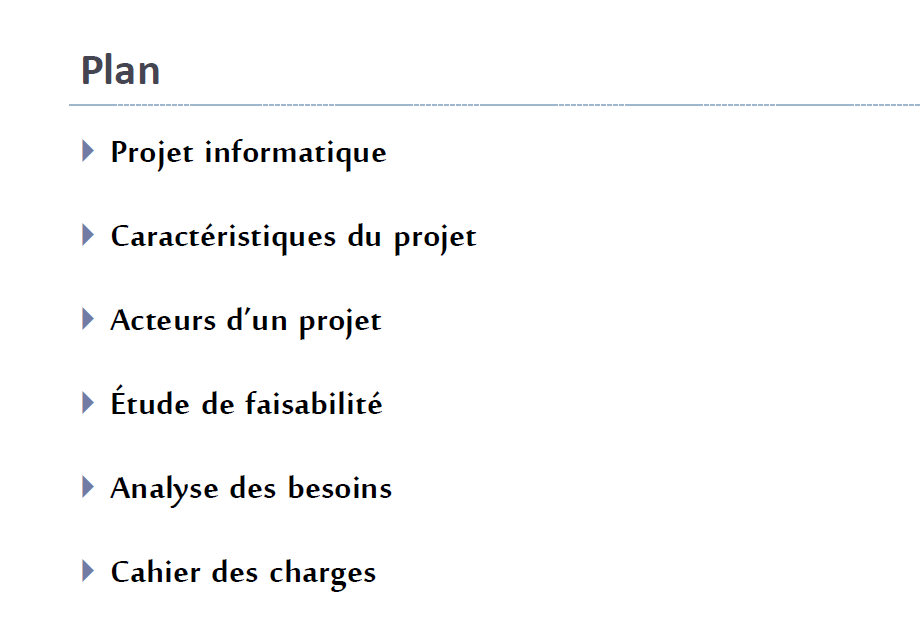 Plan
Projet informatique
Caractéristiques du projet
Acteurs d’un projet
Étude de faisabilité
Analyse des besoins
Cahier des charges